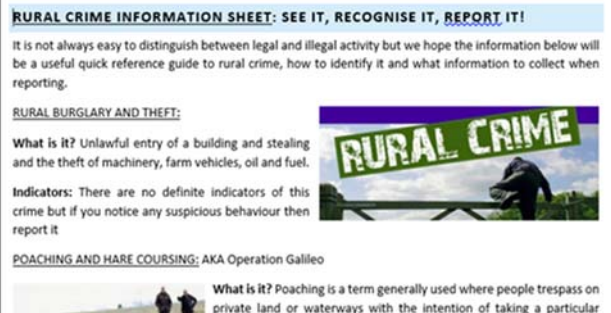 RURAL CRIME INFORMATION SHEET: SEE IT, RECOGNISE IT, REPORT IT!
It is not always easy to distinguish between legal and illegal activity but we hope the information below will
be a useful quick reference guide to rural crime, how to identify it and what information to collect when
reporting.
RURAL BURGLARY AND THEFT:
What is it? Unlawful entry of a building and stealing
and the theft of machinery, farm vehicles, oil and fuel.
Indicators: There are no definite indicators of this
crime but if you notice any suspicious behaviour then
report it
RURAL CRIME
POACHING AND HARE COURSING: AKA Operation Galileo
What is it? Poaching is a term generally used where people trespass on
private land or waterways with the intention of taking a particular